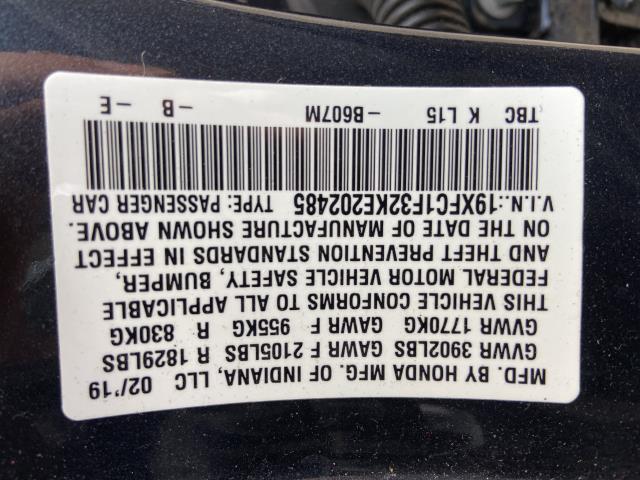 MFD. BY HONDA MFG. OF INDIANA, LLC 02/'19
GVWR 3902LBS GAWR F 2105LBS R 1829LBS
GVWR 1770KG GAWR F 955KG R 830KG
THIS VEHICLE CONFORMS TO ALL APPLICABLE
FEDERAL MOTOR VEHICLE SAFETY, BUMPER,
AND THEFT PREVENTION STANDARDS IN EFFECT
ON THE DATE OF MANUFACTURE SHOWN ABOVE.
V.I.N.:19XFC1F32KE202485 TYPE: PASSENGER CAR
TBC K L15 -B607M -B -E